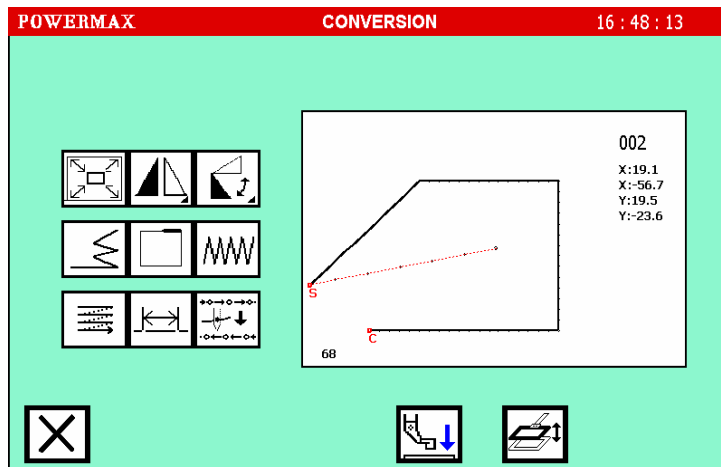 POWERMAX CONVERSION 16 : 48 : 13
002
X:19.1
X:-56.7
Y:19.5
Y:-23.6
S
C
68